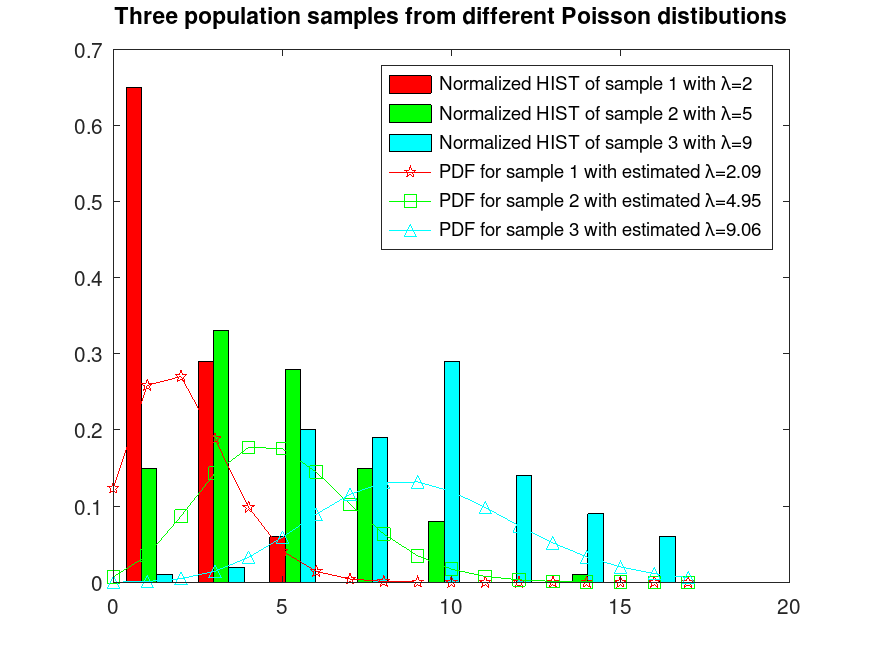 Three population samples from different Poisson distibutions
0.7
0.6
0.5
0.4
0.3
0.2
0.1
0
Normalized HIST of sample 1 with λ=2
Normalized HIST of sample 2 with λ=5
Normalized HIST of sample 3 with λ=9
PDF for sample 1 with estimated λ=2.09
PDF for sample 2 with estimated λ=4.95
PDF for sample 3 with estimated λ=9.06
0 5 10 15 20